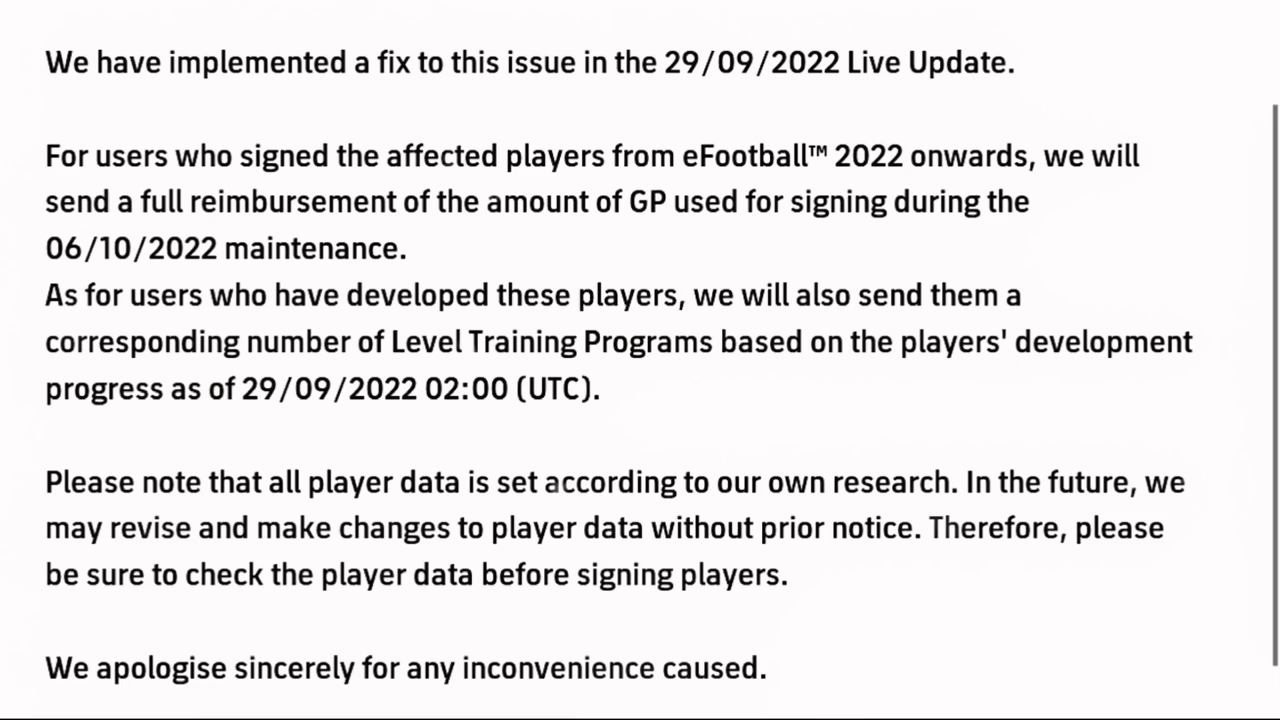 We have implemented a fix to this issue in the 29/09/2022 Live Update.
For users who signed the affected players from eFootball™ 2022 onwards, we will
send a full reimbursement of the amount of GP used for signing during the
06/10/2022 maintenance.
As for users who have developed these players, we will also send them a
corresponding number of Level Training Programs based on the players' development
progress as of 29/09/2022 02:00 (UTC).
Please note that all player data is set according to our own research. In the future, we
may revise and make changes to player data without prior notice. Therefore, please
be sure to check the player data before signing players.
We apologise sincerely for any inconvenience caused.